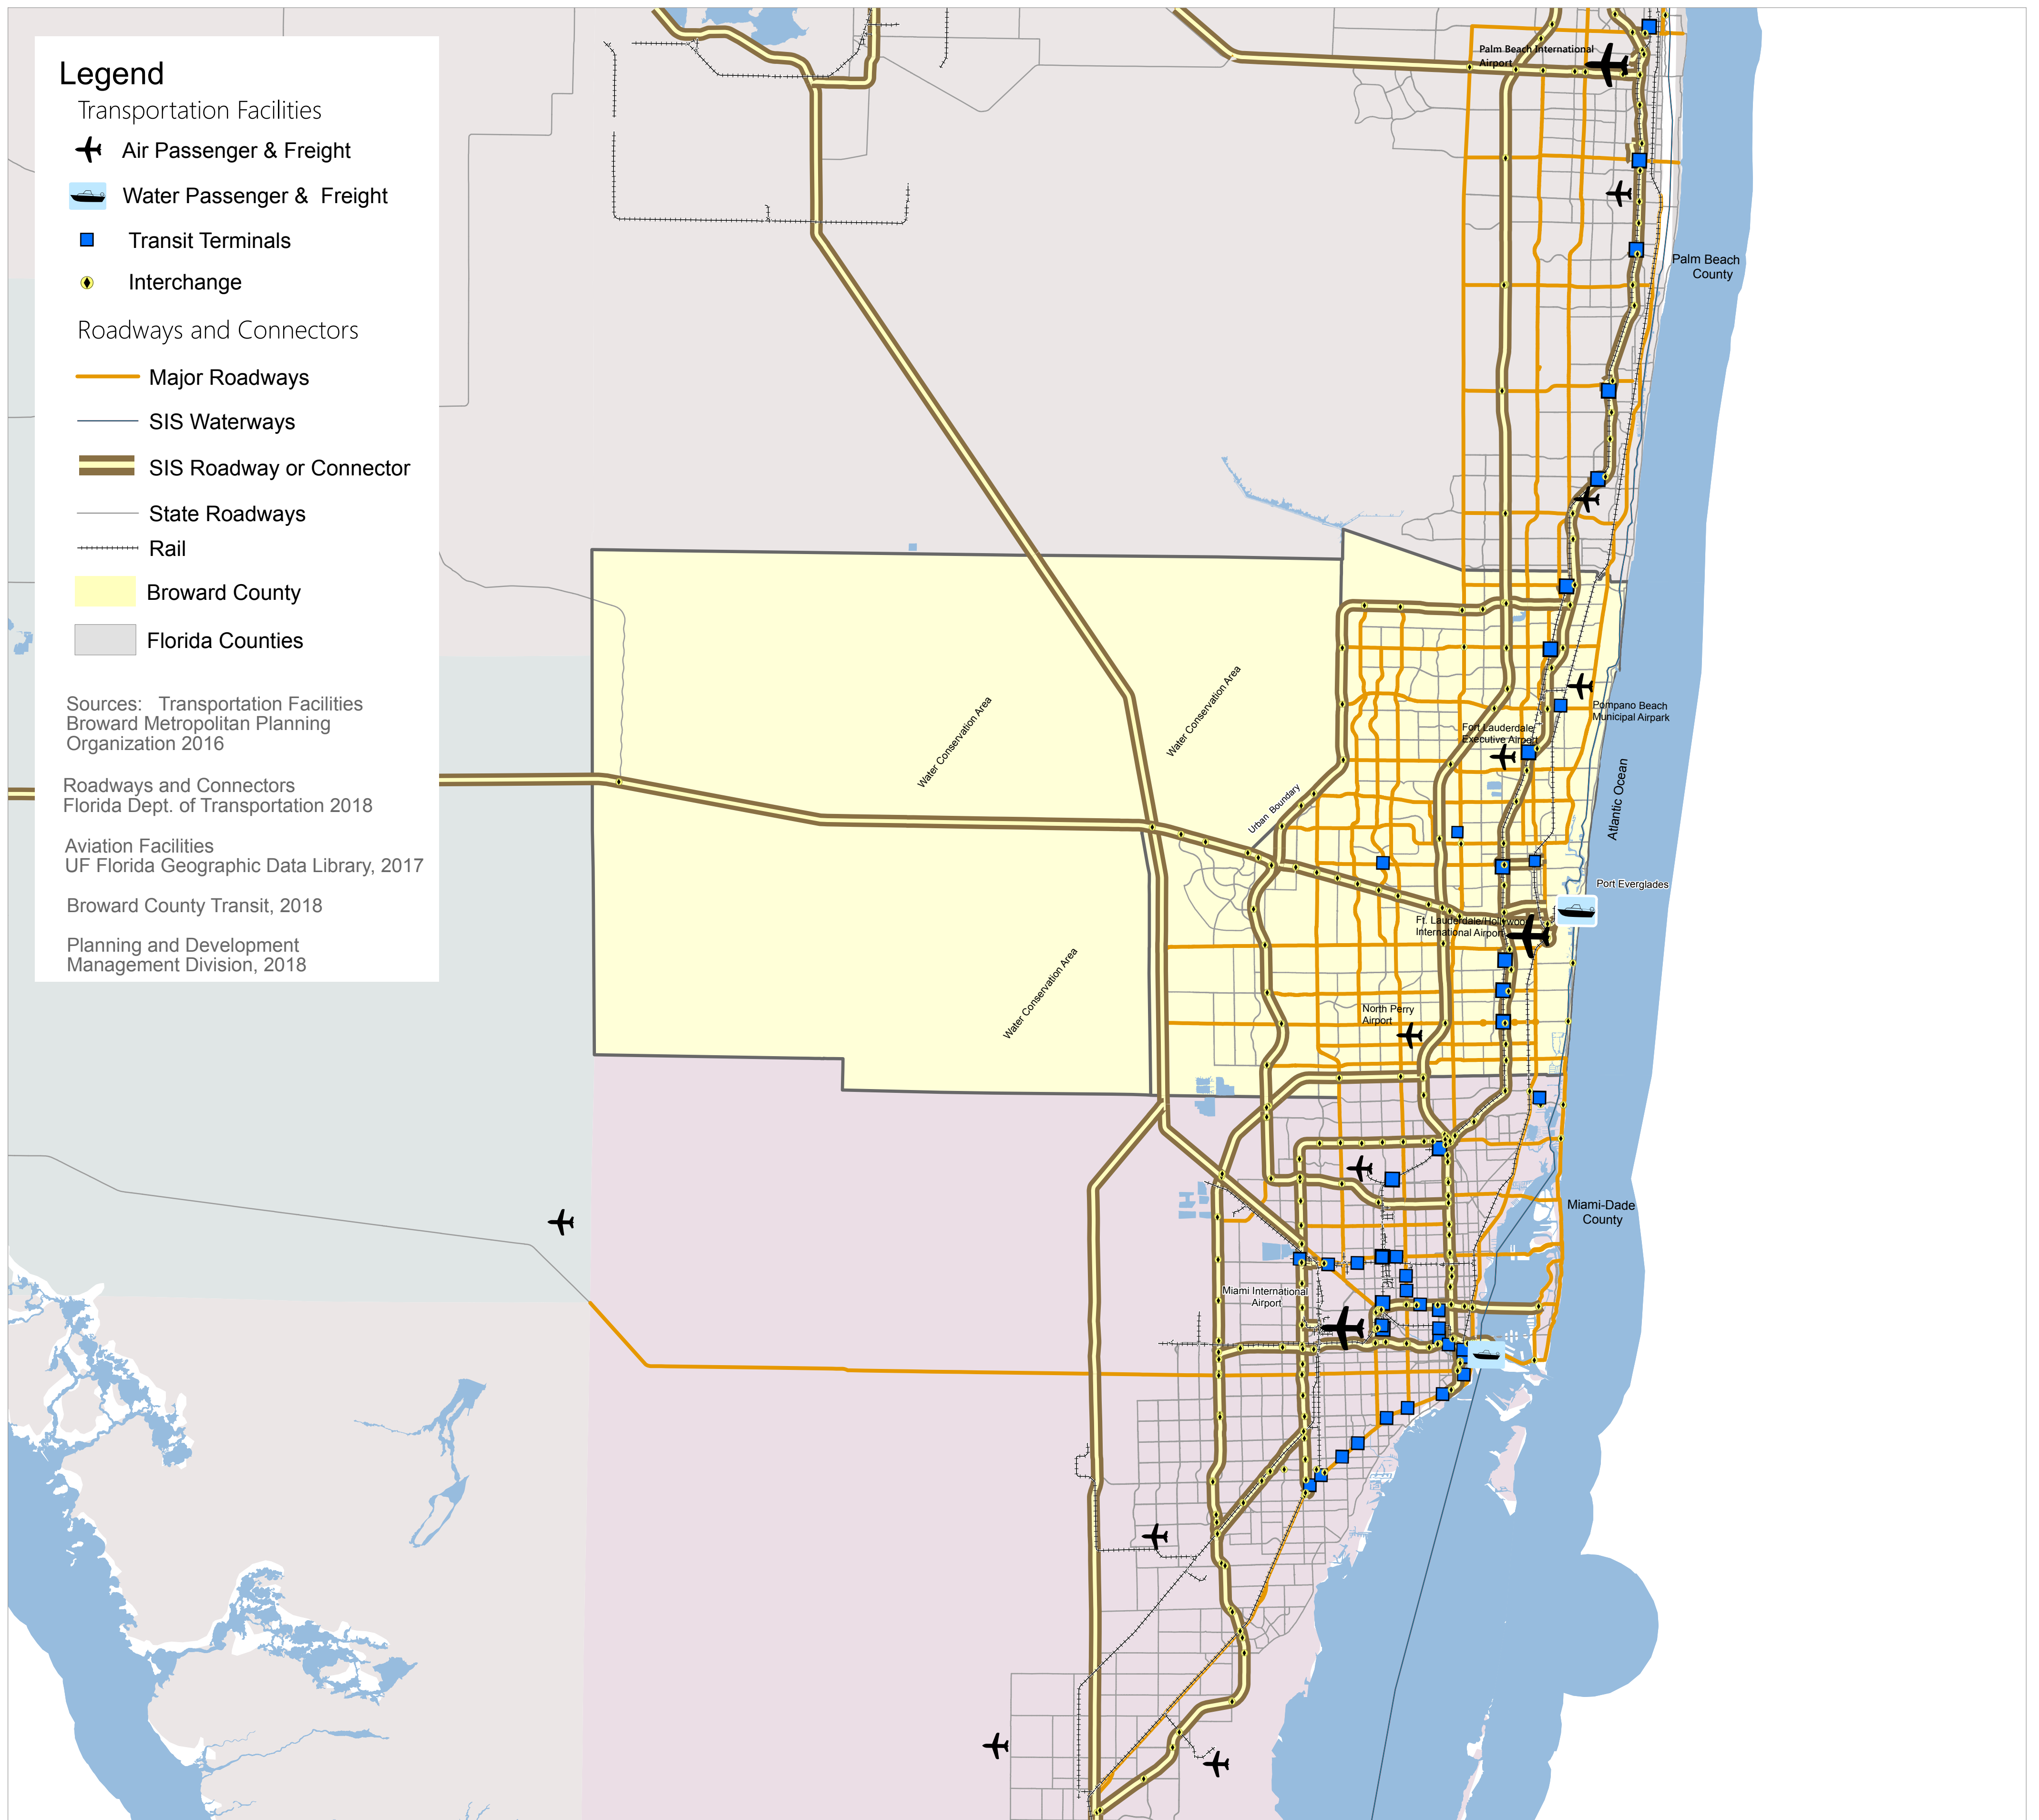 Legend
Transportation Facilities
Air Passenger & Freight
Water Passenger &  Freight
Transit Terminals
Interchange
Roadways and Connectors
Major Roadways
SIS Waterways
SIS Roadway or Connector
State Roadways
Rail
Broward County
Florida Counties
Sources:   Transportation Facilities
Broward Metropolitan Planning
Organization 2016
Roadways and Connectors
Florida Dept. of Transportation 2018
Aviation Facilities
UF Florida Geographic Data Library, 2017
Broward County Transit, 2018
Planning and Development
Management Division, 2018
Palm Beach International
Airport
Palm Beach
County
Water Conservation Area
Water Conservation Area
Pompano Beach
Municipal Airpark
Fort Lauderdale
Executive Airport
Urban  Boundary
Atlantic Ocean
Port Everglades
Ft. Lauderdale/Hollywood
International Airport
Water Conservation Area
North Perry
Airport
Miami-Dade
County
Miami International
Airport